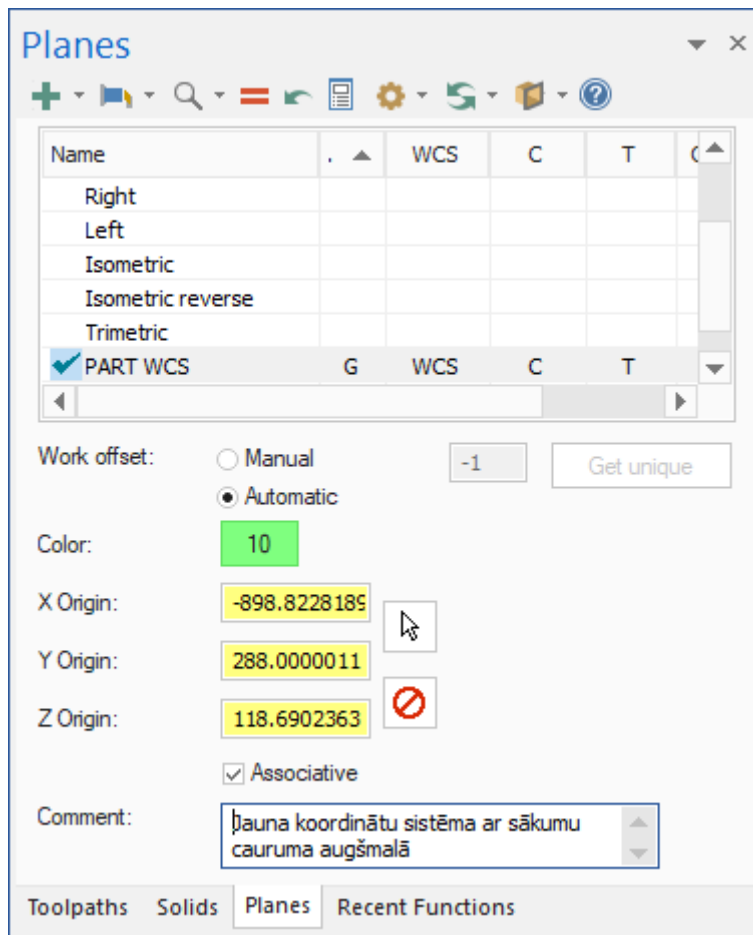 Planes
Name . WCS C T
Right
Left
Isometric
Isometric reverse
Trimetric
PART WCS G WCS C T
Work offset: Manual -1 Get unique
Automatic
Color: 10
X Origin: -898.8228189
Y Origin: 288.0000011
Z Origin: 118.6902363
Associative
Comment: Jauna koordinātu sistēma ar sākumu
cauruma augšmalā
Toolpaths Solids Planes Recent Functions